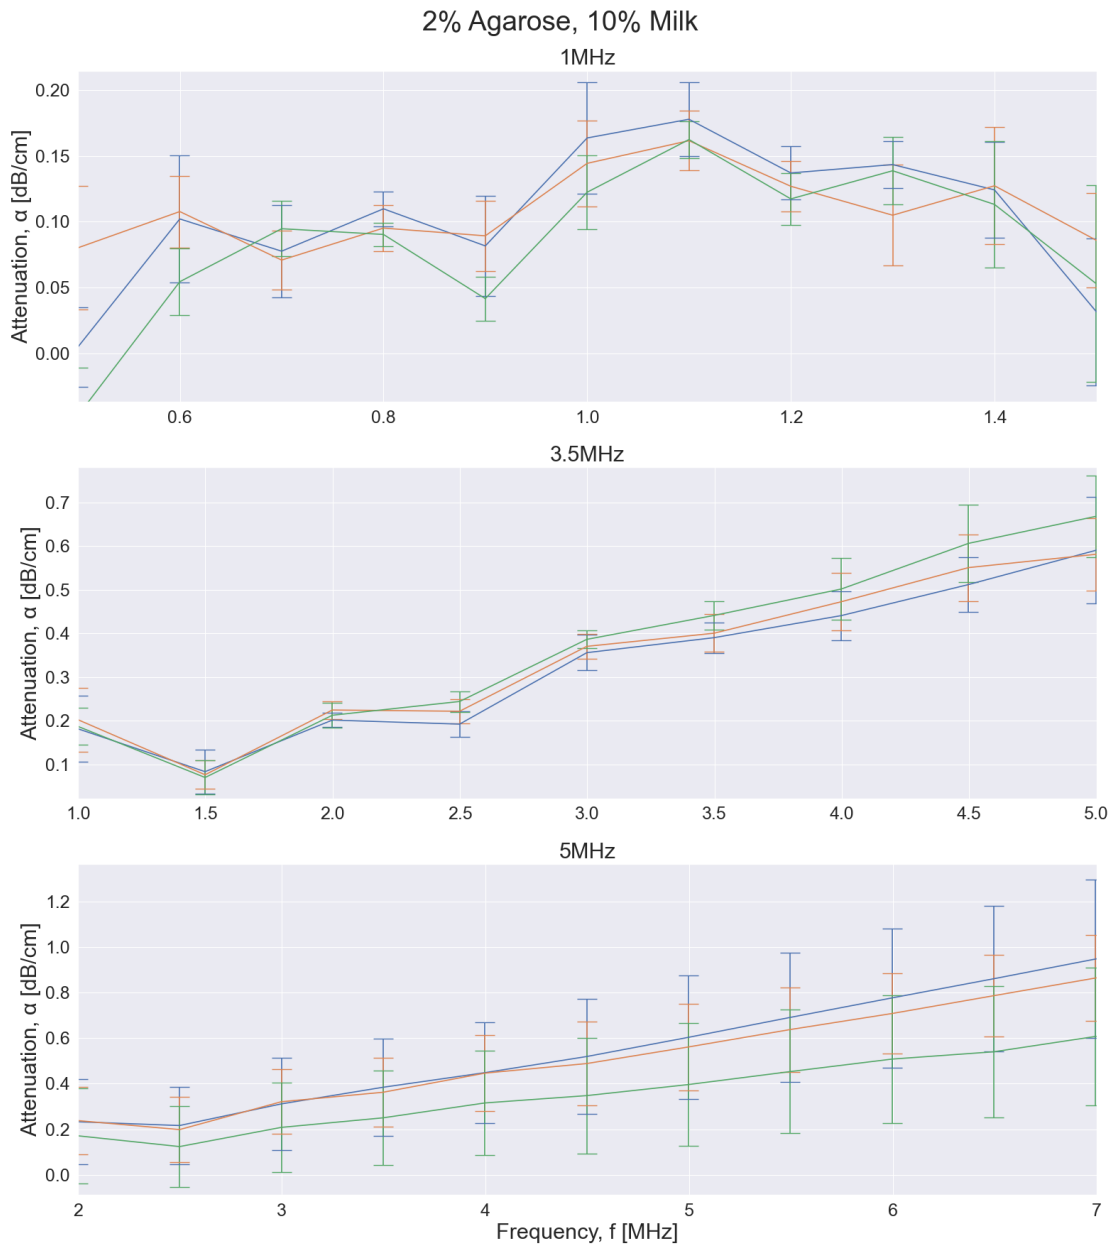 2% Agarose, 10% Milk
1MHz
Attenuation, α [dB/cm]
0.20
0.15
0.10
0.05
0.00
0.6 0.8 1.0 1.2 1.4
3.5MHz
Attenuation, α [dB/cm]
0.7
0.6
0.5
0.4
0.3
0.2
0.1
1.0 1.5 2.0 2.5 3.0 3.5 4.0 4.5 5.0
5MHz
Attenuation, α [dB/cm]
1.2
1.0
0.8
0.6
0.4
0.2
0.0
2 3 4 5 6 7
Frequency, f [MHz]